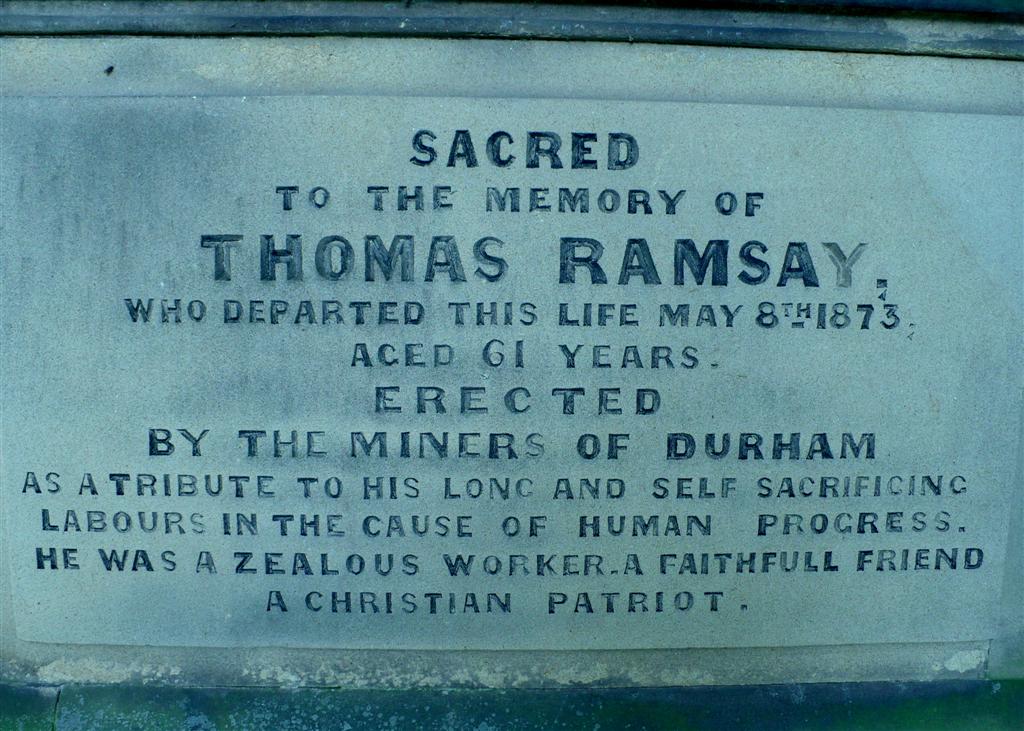 SACRED
TO THE MEMORY OF
THOMAS RAMSAY.
WHO DEPARTED THIS LIFE MAY 8TH 1873,
AGED 61 YEARS.
ERECTED
BY THE MINERS OF DURHAM
AS A TRIBUTE TO HIS LONG AND SELF SACRIFICING
LABOURS IN THE CAUSE OF HUMAN PROGRESS.
HE WAS A ZEALOUS WORKER. A FAITHFULL FRIEND
A CHRISTIAN PATRIOT.